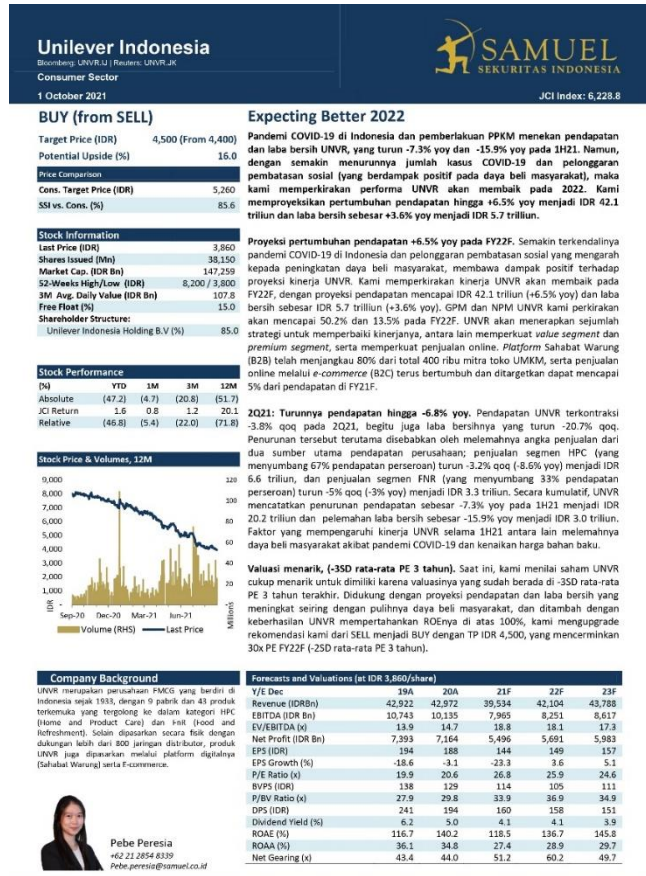 Unilever Indonesia
Bloomberg: UNVR.IJ | Reuters: UNVR.JK
Consumer Sector
1 October 2021
SAMUEL
SEKURITAS INDONESIA
JCI Index: 6,228.8
BUY (from SELL)
Target Price (IDR) 4,500 (From 4,400)
Potential Upside (%) 16.0
Price Comparison
Cons. Target Price (IDR) 5,260
SSI vs. Cons. (%) 85.6
Stock Information
Last Price (IDR) 3,860
Shares Issued (Mn) 38,150
Market Cap. (IDR Bn) 147,259
52-Weeks High/Low (IDR) 8,200 / 3,800
3M Avg. Daily Value (IDR Bn) 107.8
Free Float (%) 15.0
Shareholder Structure:
Unilever Indonesia Holding B.V (%) 85.0
Stock Performance
(%) YTD 1M 3M 12M
Absolute (47.2) (4.7) (20.8) (51.7)
JCI Return 1.6 0.8 1.2 20.1
Relative (46.8) (5.4) (22.0) (71.8)
Stock Price & Volumes, 12M
9,000
8,000
7,000
6,000
5,000
4,000
3,000
2,000
1,000
-
IDR
120
100
80
60
40
20
-
Millions
Sep-20 Dec-20 Mar-21 Jun-21
Volume (RHS) Last Price
Expecting Better 2022
Pandemi COVID-19 di Indonesia dan pemberlakuan PPKM menekan pendapatan
dan laba bersih UNVR, yang turun -7.3% yoy dan -15.9% yoy pada 1H21. Namun,
dengan semakin menurunnya jumlah kasus COVID-19 dan pelonggaran
pembatasan sosial (yang berdampak positif pada daya beli masyarakat), maka
kami memperkirakan performa UNVR akan membaik pada 2022. Kami
memproyeksikan pertumbuhan pendapatan hingga +6.5% yoy menjadi IDR 42.1
triliun dan laba bersih sebesar +3.6% yoy menjadi IDR 5.7 trilliun.
Proyeksi pertumbuhan pendapatan +6.5% yoy pada FY22F. Semakin terkendalinya
pandemi COVID-19 di Indonesia dan pelonggaran pembatasan sosial yang mengarah
kepada peningkatan daya beli masyarakat, membawa dampak positif terhadap
proyeksi kinerja UNVR. Kami memperkirakan kinerja UNVR akan membaik pada
FY22F, dengan proyeksi pendapatan mencapai IDR 42.1 triliun (+6.5% yoy) dan laba
bersih sebesar IDR 5.7 trilliun (+3.6% yoy). GPM dan NPM UNVR kami perkirakan
akan mencapai 50.2% dan 13.5% pada FY22F. UNVR akan menerapkan sejumlah
strategi untuk memperbaiki kinerjanya, antara lain memperkuat value segment dan
premium segment, serta memperkuat penjualan online. Platform Sahabat Warung
(B2B) telah menjangkau 80% dari total 400 ribu mitra toko UMKM, serta penjualan
online melalui e-commerce (B2C) terus bertumbuh dan ditargetkan dapat mencapai
5% dari pendapatan di FY21F.
2Q21: Turunnya pendapatan hingga -6.8% yoy. Pendapatan UNVR terkontraksi
-3.8% qoq pada 2Q21, begitu juga laba bersihnya yang turun -20.7% qoq.
Penurunan tersebut terutama disebabkan oleh melemahnya angka penjualan dari
dua sumber utama pendapatan perusahaan; penjualan segmen HPC (yang
menyumbang 67% pendapatan perseroan) turun -3.2% qoq (-8.6% yoy) menjadi IDR
6.6 triliun, dan penjualan segmen FNR (yang menyumbang 33% pendapatan
perseroan) turun -5% qoq (-3% yoy) menjadi IDR 3.3 triliun. Secara kumulatif, UNVR
mencatatkan penurunan pendapatan sebesar -7.3% yoy pada 1H21 menjadi IDR
20.2 triliun dan pelemahan laba bersih sebesar -15.9% yoy menjadi IDR 3.0 triliun.
Faktor yang mempengaruhi kinerja UNVR selama 1H21 antara lain melemahnya
daya beli masyarakat akibat pandemi COVID-19 dan kenaikan harga bahan baku.
Valuasi menarik, (-3SD rata-rata PE 3 tahun). Saat ini, kami menilai saham UNVR
cukup menarik untuk dimiliki karena valuasinya yang sudah berada di -3SD rata-rata
PE 3 tahun terakhir. Didukung dengan proyeksi pendapatan dan laba bersih yang
meningkat seiring dengan pulihnya daya beli masyarakat, dan ditambah dengan
keberhasilan UNVR mempertahankan ROEnya di atas 100%, kami mengupgrade
rekomendasi kami dari SELL menjadi BUY dengan TP IDR 4,500, yang mencerminkan
30x PE FY22F (-2SD rata-rata PE 3 tahun).
Company Background
UNVR merupakan perusahaan FMCG yang berdiri di
Indonesia sejak 1933, dengan 9 pabrik dan 43 produk
terkemuka yang tergolong ke dalam kategori HPC
(Home and Product Care) dan FnR (Food and
Refreshment). Selain dipasarkan secara fisik dengan
dukungan lebih dari 800 jaringan distributor, produk
UNVR juga dipasarkan melalui platform digitalnya
(Sahabat Warung) serta E-commerce.
Pebe Peresia
+62 21 2854 8339
Pebe.peresia@samuel.co.id
Forecasts and Valuations (at IDR 3,860/share)
Y/E Dec 19A 20A 21F 22F 23F
Revenue (IDRBn) 42,922 42,972 39,534 42,104 43,788
EBITDA (IDR Bn) 10,743 10,135 7,965 8,251 8,617
EV/EBITDA (x) 13.9 14.7 18.8 18.1 17.3
Net Profit (IDR Bn) 7,393 7,164 5,496 5,691 5,983
EPS (IDR) 194 188 144 149 157
EPS Growth (%) -18.6 -3.1 -23.3 3.6 5.1
P/E Ratio (x) 19.9 20.6 26.8 25.9 24.6
BVPS (IDR) 138 129 114 105 111
P/BV Ratio (x) 27.9 29.8 33.9 36.9 34.9
DPS (IDR) 241 194 160 158 151
Dividend Yield (%) 6.2 5.0 4.1 4.1 3.9
ROAE (%) 116.7 140.2 118.5 136.7 145.8
ROAA (%) 36.1 34.8 27.4 28.9 29.7
Net Gearing (x) 43.4 44.0 51.2 60.2 49.7